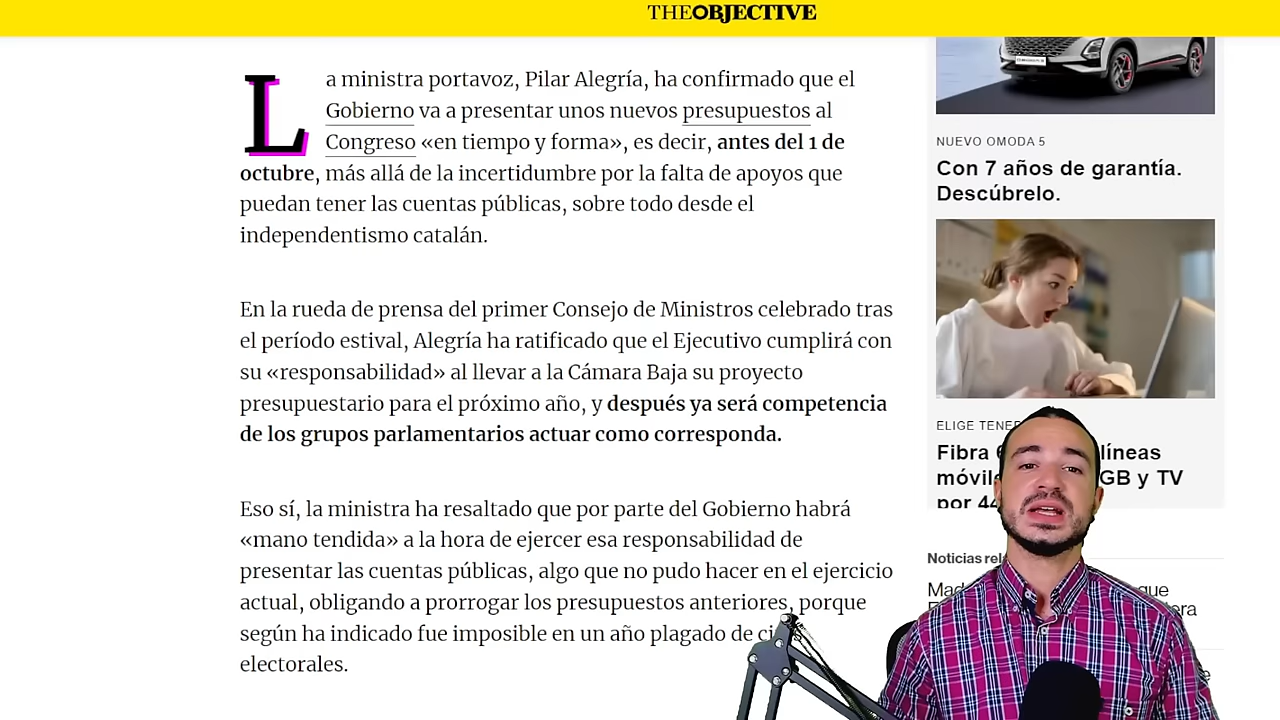 THEOBJECTIVE
La ministra portavoz, Pilar Alegría, ha confirmado que el
Gobierno va a presentar unos nuevos presupuestos al
Congreso «en tiempo y forma», es decir, antes del 1 de
octubre, más allá de la incertidumbre por la falta de apoyos que
puedan tener las cuentas públicas, sobre todo desde el
independentismo catalán.
En la rueda de prensa del primer Consejo de Ministros celebrado tras
el período estival, Alegría ha ratificado que el Ejecutivo cumplirá con
su «responsabilidad» al llevar a la Cámara Baja su proyecto
presupuestario para el próximo año, y después ya será competencia
de los grupos parlamentarios actuar como corresponda.
Eso sí, la ministra ha resaltado que por parte del Gobierno habrá
«mano tendida» a la hora de ejercer esa responsabilidad de
presentar las cuentas públicas, algo que no pudo hacer en el ejercicio
actual, obligando a prorrogar los presupuestos anteriores, porque
según ha indicado fue imposible en un año plagado de
electorales.
NUEVO OMODA 5
Con 7 años de garantía.
Descúbrelo.
ELIGE
Fibra líneas
GB y TV
por
Noticias
que